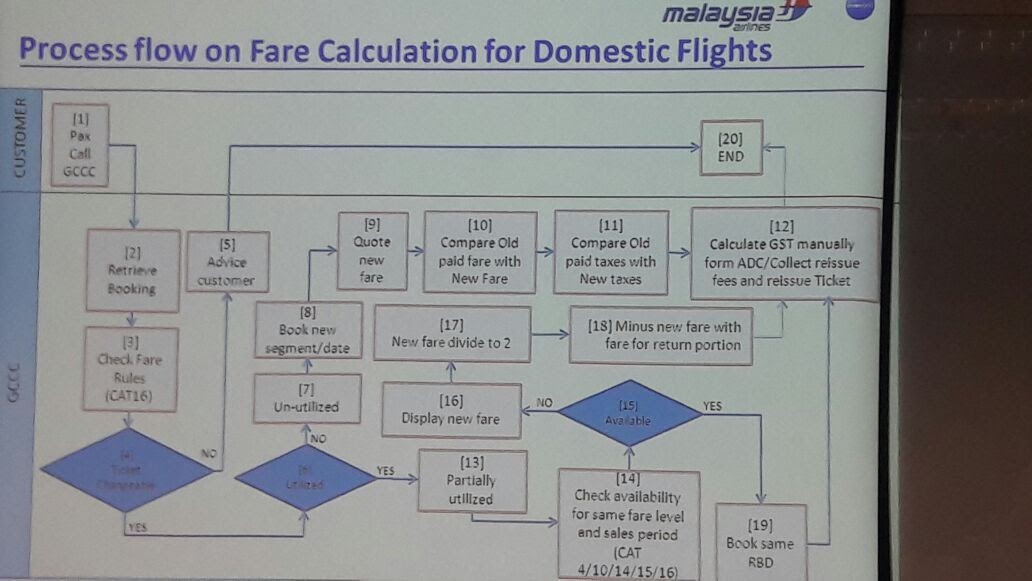 malaysia
airlines
Process flow on Fare Calculation for Domestic Flights
CUSTOMER
[1]
Pax
Call
GCCC
[20]
END
GCCC
[2]
Retrieve
Booking
[3]
Check Fare
Rules
(CAT16)
[4]
Ticket
Changeable
NO
YES
[5]
Advice
customer
[6]
Utilized
NO
YES
[7]
Un-utilized
[8]
Book new
segment/date
[9]
Quote
new
fare
[10]
Compare Old
paid fare with
New Fare
[11]
Compare Old
paid taxes with
New taxes
[12]
Calculate GST manually
form ADC/Collect reissue
fees and reissue Ticket
[13]
Partially
utilized
[14]
Check availability
for same fare level
and sales period
(CAT
4/10/14/15/16)
[15]
Available
NO
YES
[16]
Display new fare
[17]
New fare divide to 2
[18] Minus new fare with
fare for return portion
[19]
Book same
RBD